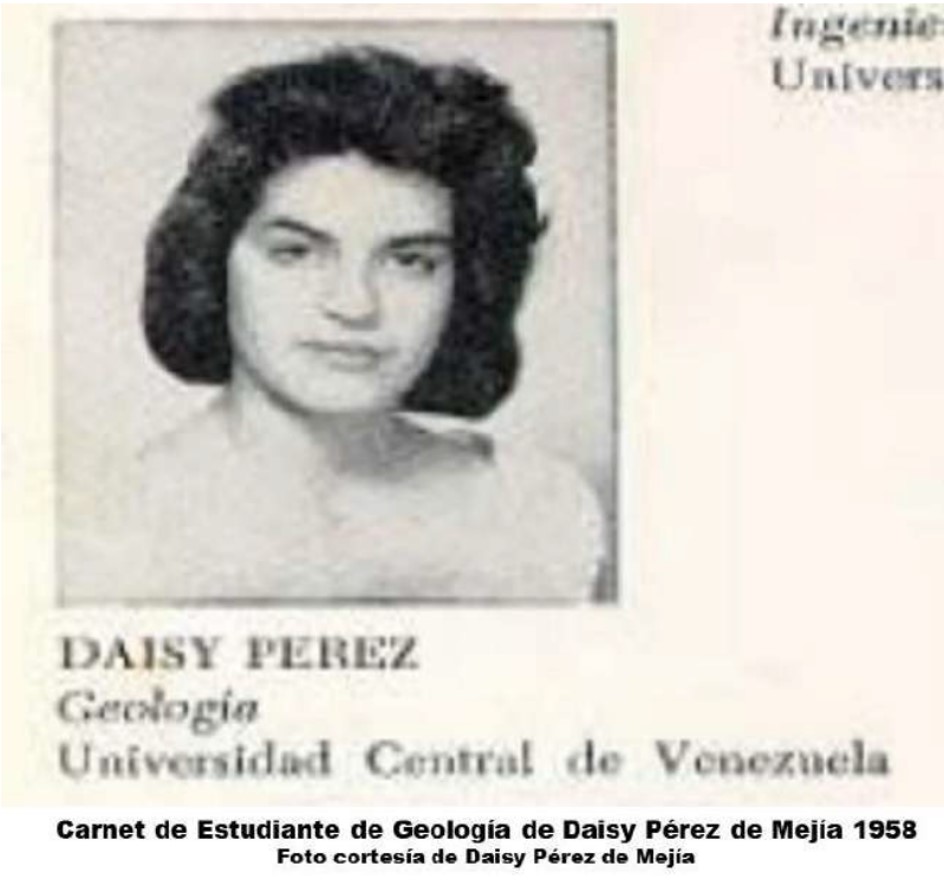 Ingenie
Univers
DAISY PEREZ
Geología
Universidad Central de Venezuela
Carnet de Estudiante de Geología de Daisy Pérez de Mejía 1958
Foto cortesía de Daisy Pérez de Mejía